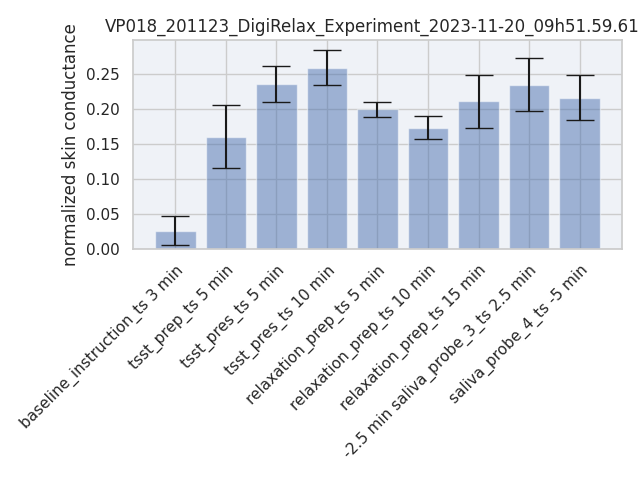 VP018_201123_DigiRelax_Experiment_2023-11-20_09h51.59.61
normalized skin conductance
0.25
0.20
0.15
0.10
0.05
0.00
baseline_instruction_ts 3 min
tsst_prep_ts 5 min
tsst_pres_ts 5 min
tsst_pres_ts 10 min
relaxation_prep_ts 5 min
relaxation_prep_ts 10 min
relaxation_prep_ts 15 min
-2.5 min saliva_probe_3_ts 2.5 min
saliva_probe_4_ts -5 min